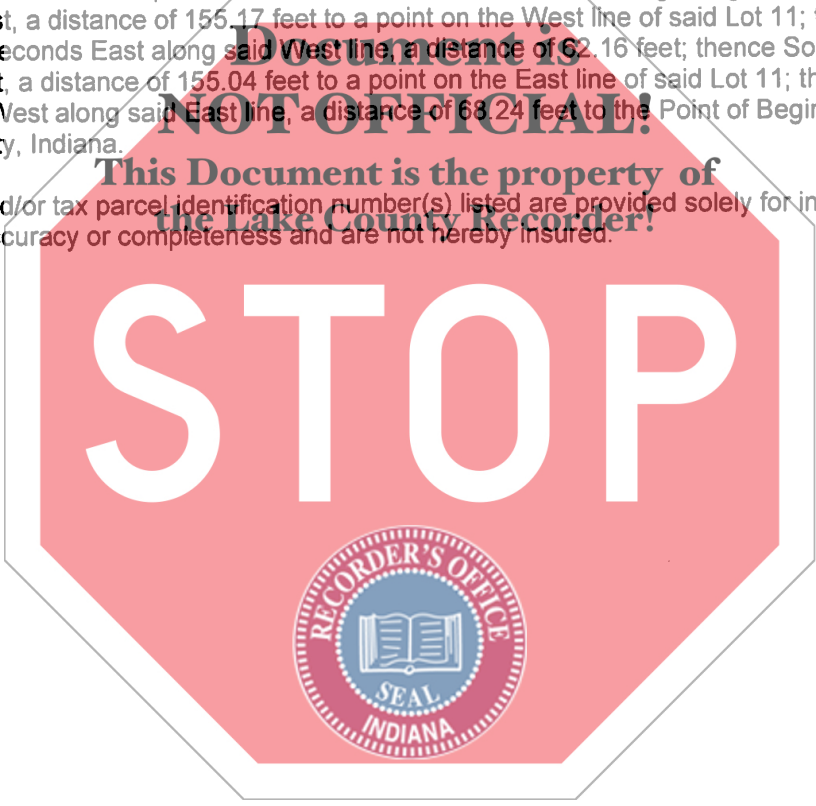 st, a distance of 155.17 feet to a point on the West line of said Lot 11;
econds East along said West line, a distance of 62.16 feet; thence So
t, a distance of 155.04 feet to a point on the East line of said Lot 11; th
West along said East line, a distance of 68.24 feet to the Point of Begin
y, Indiana.
d/or tax parcel identification number(s) listed are provided solely for in
curacy or completeness and are not hereby insured.
Document is
NOT OFFICIAL!
This Document is the property of
the Lake County Recorder!
STOP
RECORDER'S OFFICE
SEAL
INDIANA